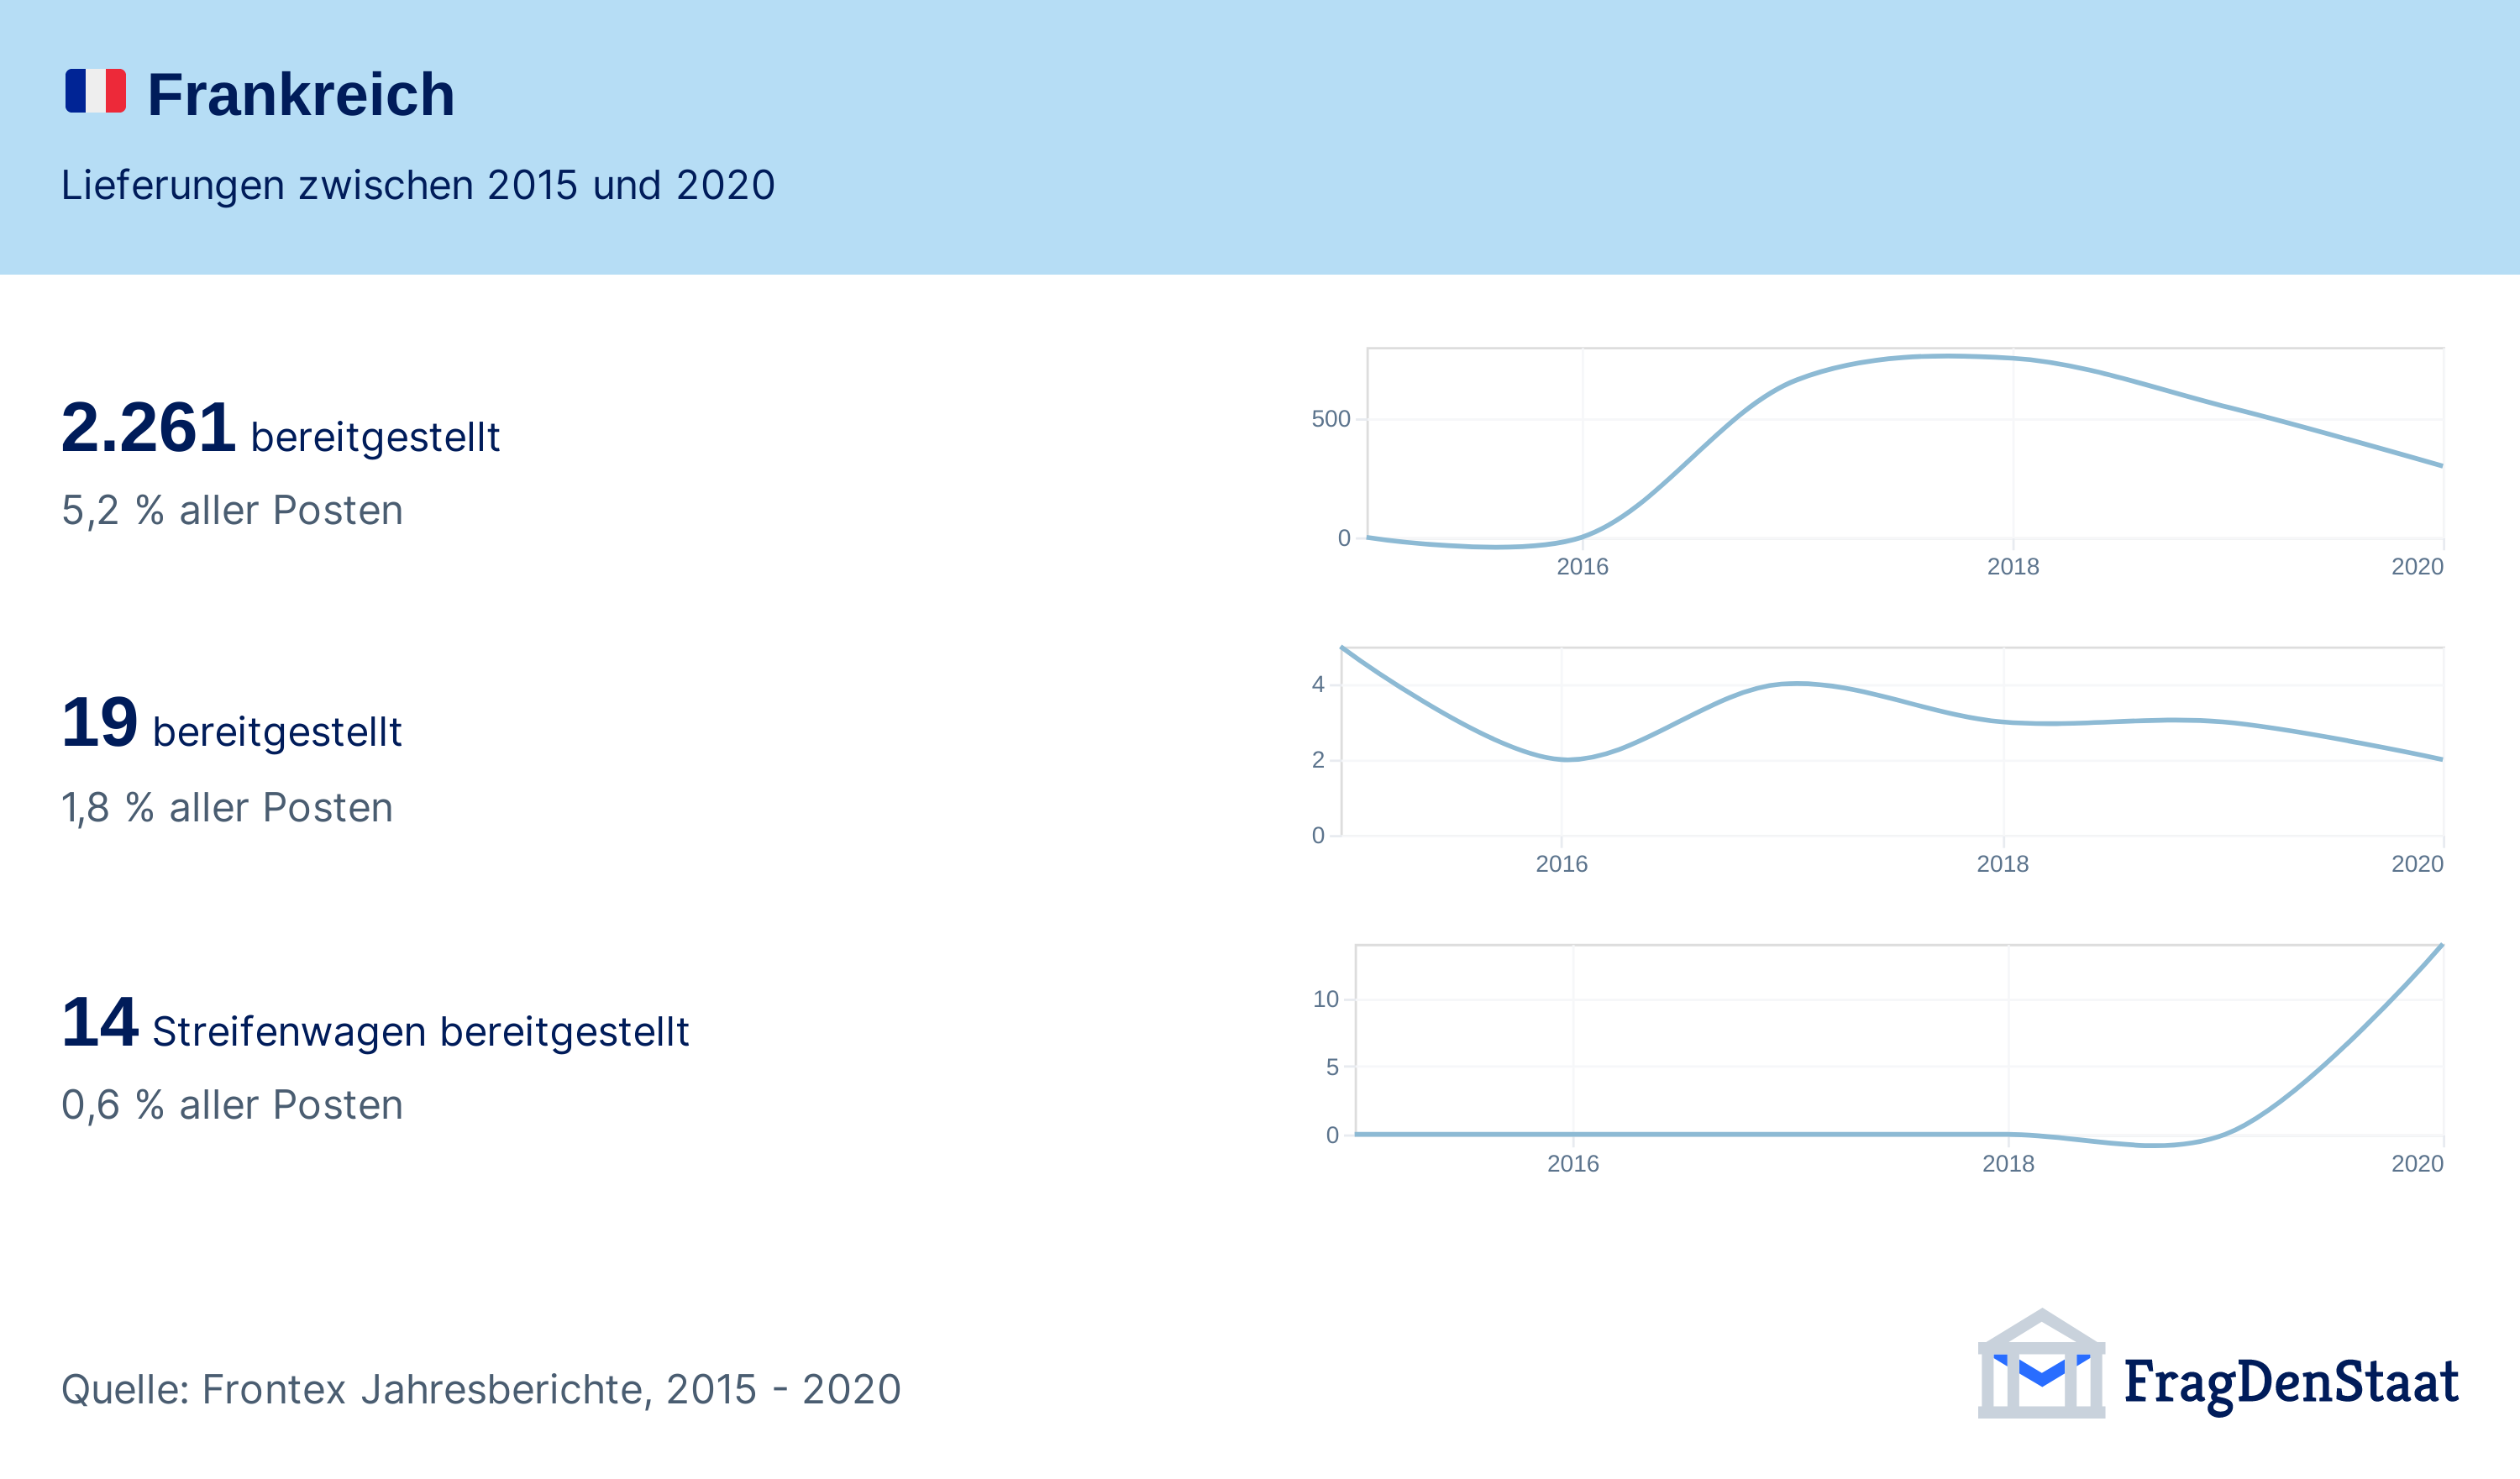 Frankreich
Lieferungen zwischen 2015 und 2020
2.261 bereitgestellt
5,2 % aller Posten
500
0
2016 2018 2020
19 bereitgestellt
1,8 % aller Posten
4
2
0
2016 2018 2020
14 Streifenwagen bereitgestellt
0,6 % aller Posten
10
5
0
2016 2018 2020
Quelle: Frontex Jahresberichte, 2015 - 2020
FragDenStaat